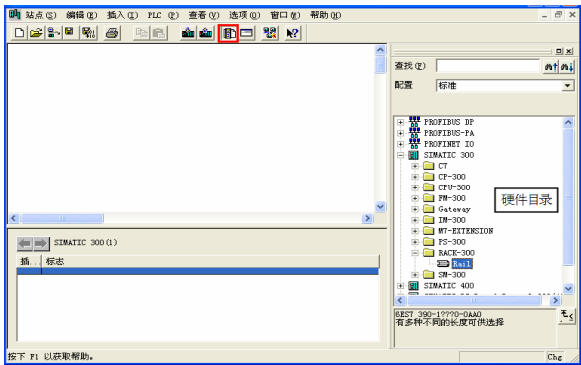 站点(S) 编辑(E) 插入(I) PLC (P) 查看(V) 选项(O) 窗口(W) 帮助(H)
查找(F)
配置 标准
PROFIBUS DP
PROFIBUS-PA
PROFINET IO
SIMATIC 300
C7
CP-300
CPU-300
FM-300
Gateway
IM-300
M7-EXTENSION
PS-300
RACK-300
Rail
SM-300
SIMATIC 400
硬件目录
SIMATIC 300(1)
插... 标志
6ES7 390-1???0-0AA0
有多种不同的长度可供选择
按下 F1 以获取帮助。
Chg